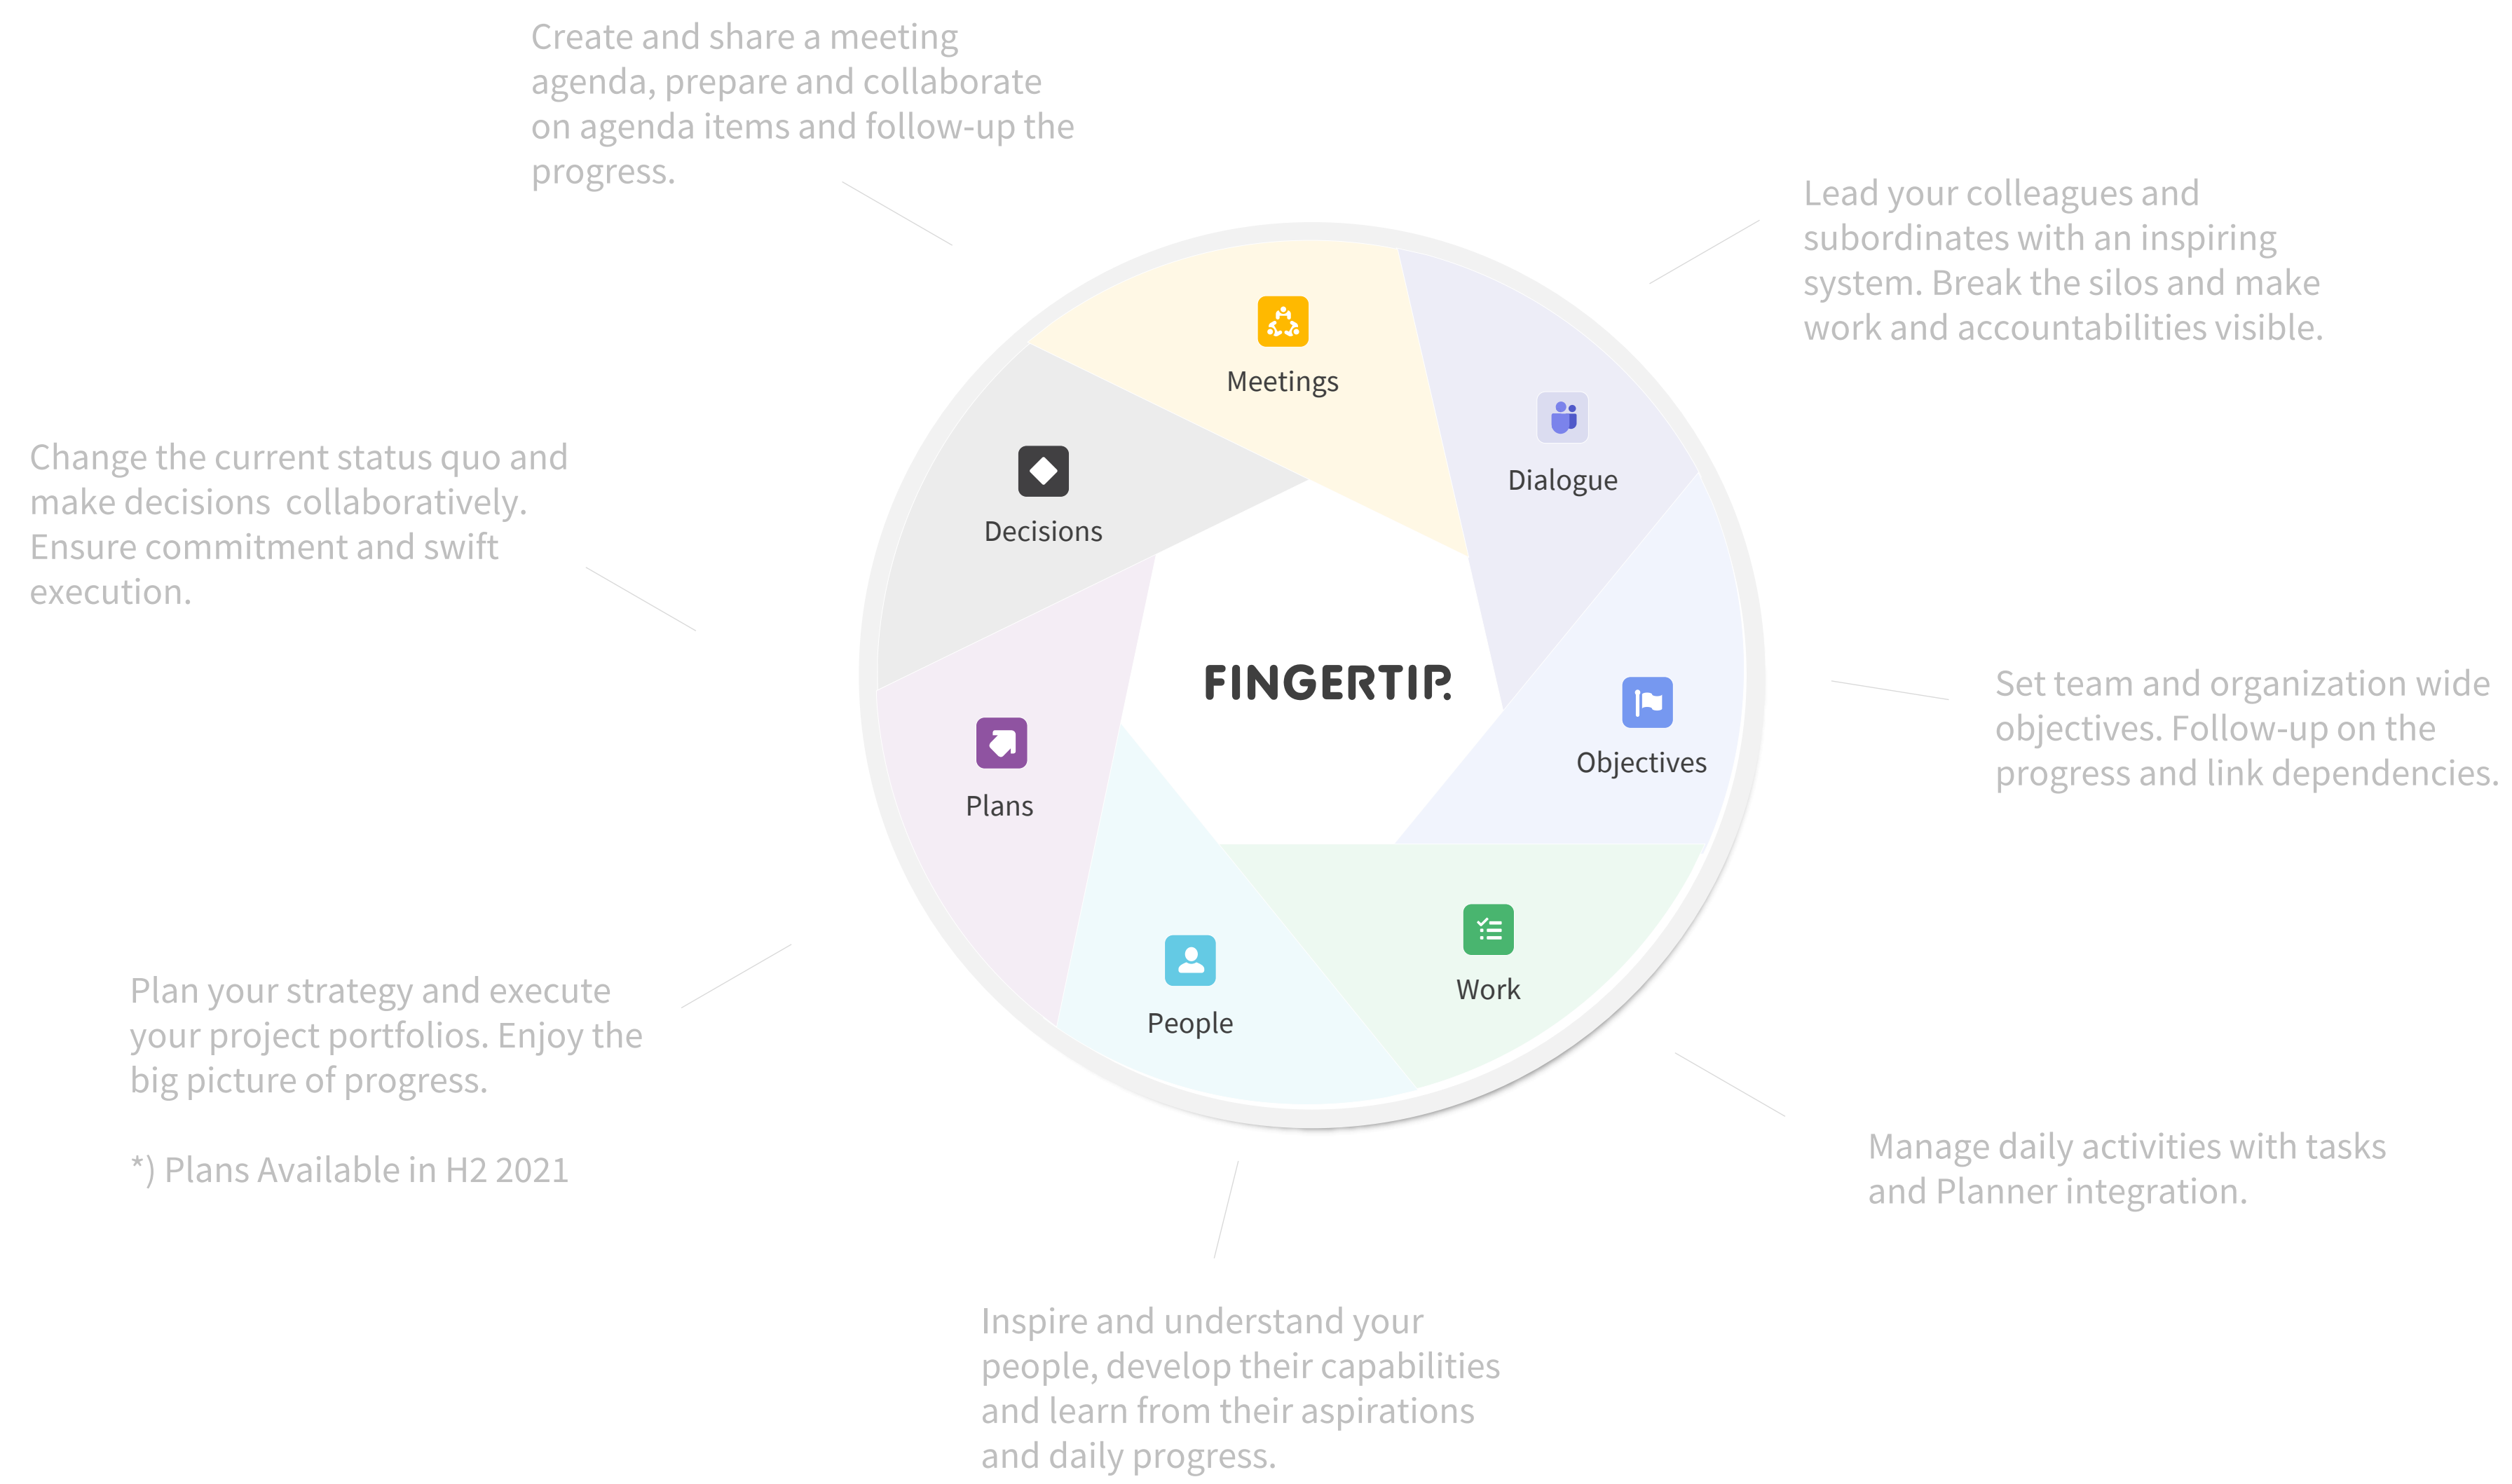 Create and share a meeting
agenda, prepare and collaborate
on agenda items and follow-up the
progress.
Lead your colleagues and
subordinates with an inspiring
system. Break the silos and make
work and accountabilities visible.
Meetings
Dialogue
Change the current status quo and
make decisions  collaboratively.
Ensure commitment and swift
execution.
Decisions
FINGERTIP.
Set team and organization wide
objectives. Follow-up on the
progress and link dependencies.
Objectives
Plans
Plan your strategy and execute
your project portfolios. Enjoy the
big picture of progress.
*) Plans Available in H2 2021
People
Work
Manage daily activities with tasks
and Planner integration.
Inspire and understand your
people, develop their capabilities
and learn from their aspirations
and daily progress.